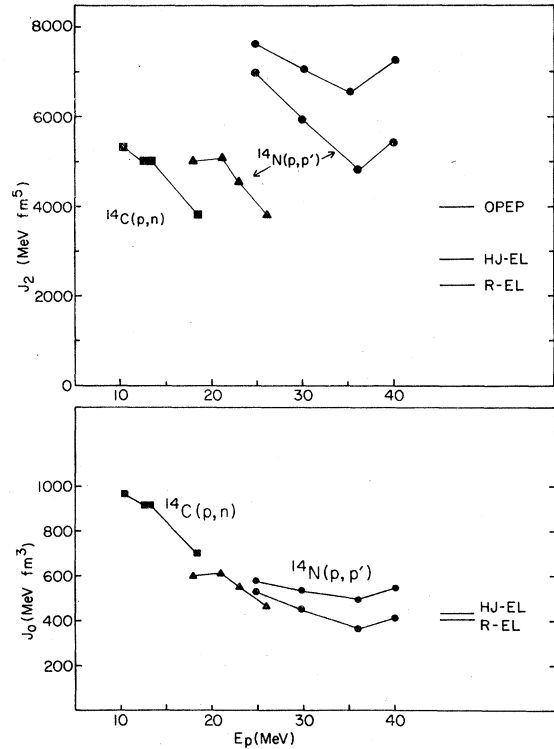 8000
6000
4000
2000
0
J₂ (MeV fm⁵)
¹⁴N(p,p′)
¹⁴C(p,n)
OPEP
HJ-EL
R-EL
10 20 30 40
1000
800
600
400
200
J₀(MeV fm³)
¹⁴C(p,n)
¹⁴N(p,p′)
HJ-EL
R-EL
10 20 30 40
Eₚ(MeV)